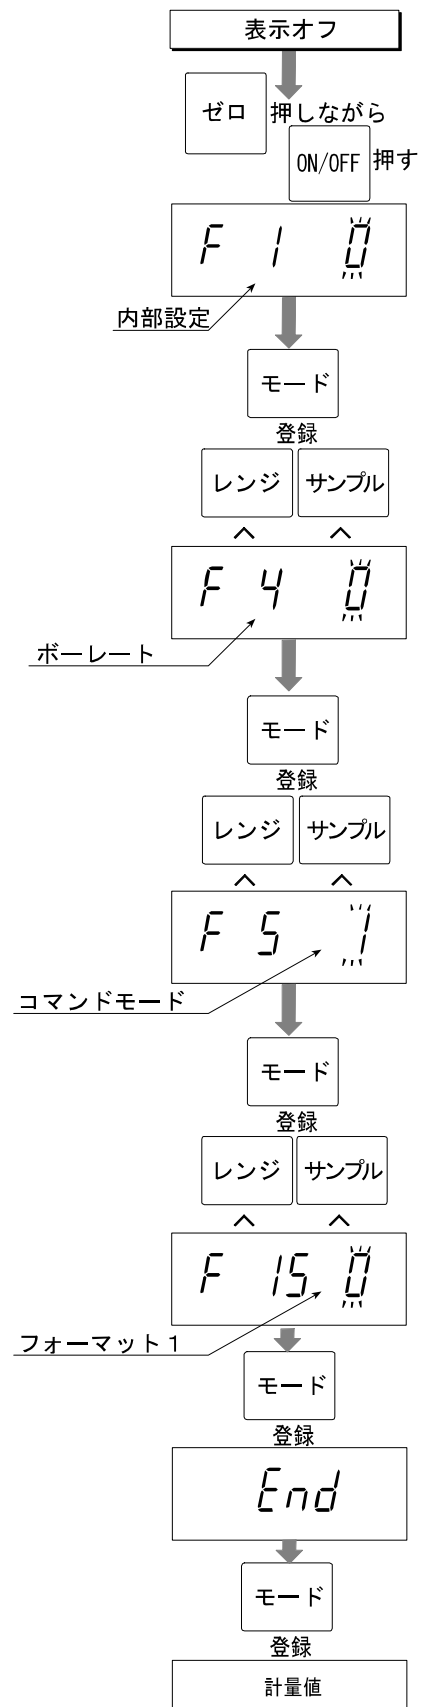 表示オフ
ゼロ 押しながら
ON/OFF 押す
F 1 0
内部設定
モード
登録
レンジ サンプル
F 4 0
ボーレート
モード
登録
レンジ サンプル
F 5 1
コマンドモード
モード
登録
レンジ サンプル
F 15 0
フォーマット1
モード
登録
End
モード
登録
計量値